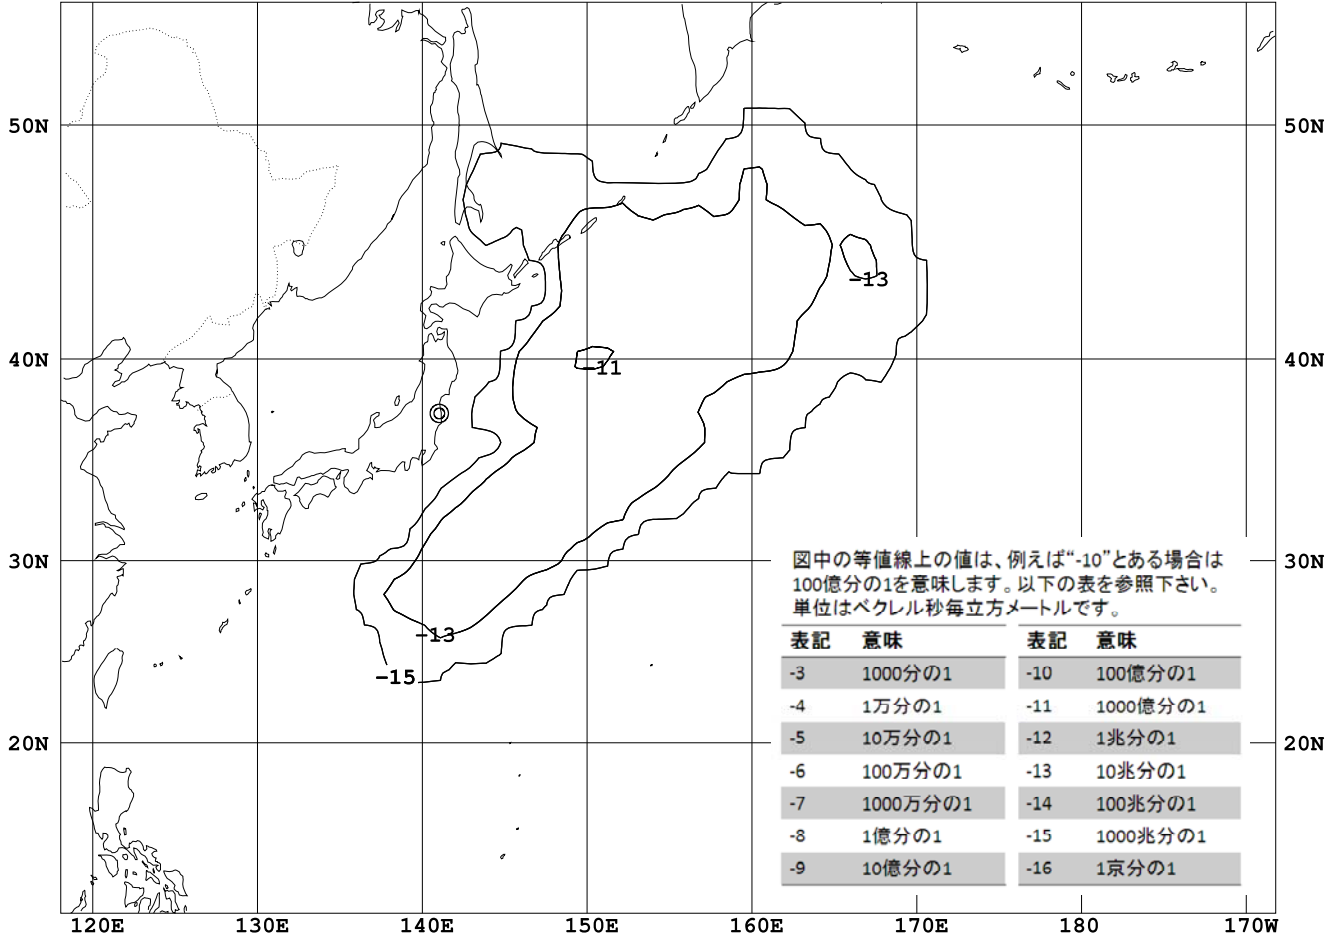 50N 50N
-13
40N 40N
-11
30N 30N
図中の等値線上の値は、例えば“-10”とある場合は
100億分の1を意味します。以下の表を参照下さい。
単位はベクレル秒毎立方メートルです。
-13
-15
表記 意味 表記 意味
-3 1000分の1 -10 100億分の1
-4 1万分の1 -11 1000億分の1
-5 10万分の1 -12 1兆分の1
-6 100万分の1 -13 10兆分の1
-7 1000万分の1 -14 100兆分の1
-8 1億分の1 -15 1000兆分の1
-9 10億分の1 -16 1京分の1
20N 20N
120E 130E 140E 150E 160E 170E 180 170W